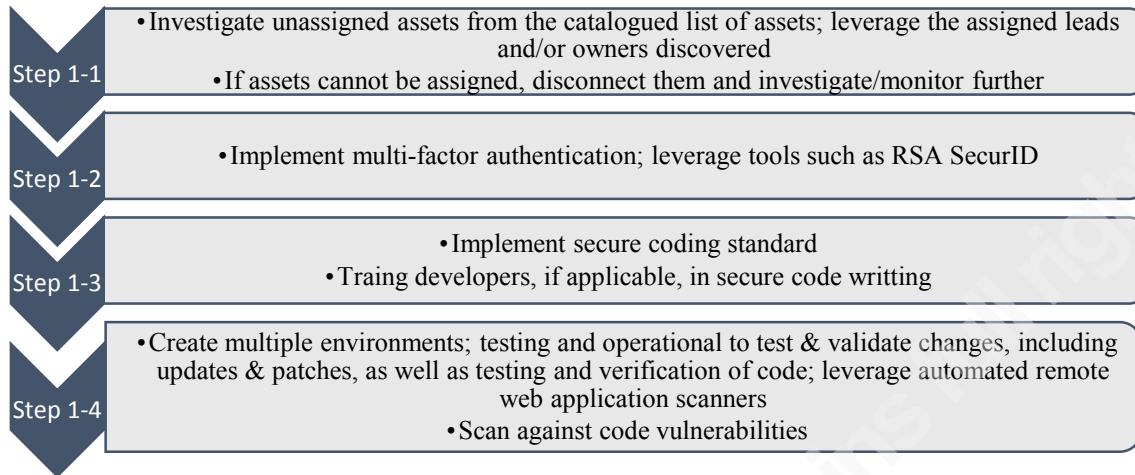 Step 1-1
•Investigate unassigned assets from the catalogued list of assets; leverage the assigned leads
and/or owners discovered
•If assets cannot be assigned, disconnect them and investigate/monitor further
Step 1-2
•Implement multi-factor authentication; leverage tools such as RSA SecurID
Step 1-3
•Implement secure coding standard
•Traing developers, if applicable, in secure code writting
Step 1-4
•Create multiple environments; testing and operational to test & validate changes, including
updates & patches, as well as testing and verification of code; leverage automated remote
web application scanners
•Scan against code vulnerabilities
ins full right